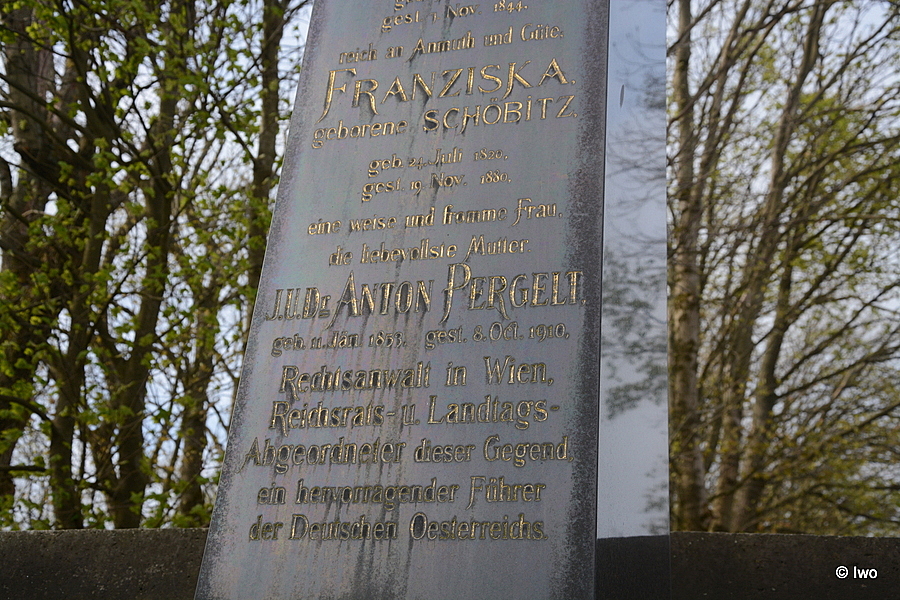 gest. 1 Nov. 1844.
reich an Anmuth und Güte.
FRANZISKA.
geborene SCHÖBITZ,
geb. 24. Juli 1820.
gest. 19. Nov. 1880.
eine weise und fromme Frau,
die liebevollste Mutter.
J.U.Dr ANTON PERGELT.
geb. 11. Jän 1853. gest. 8. Oct. 1910.
Rechtsanwalt in Wien,
Reichsrats- u. Landtags-
Abgeordneter dieser Gegend
ein hervorragender Führer
der Deutschen Oesterreichs.
© Iwo